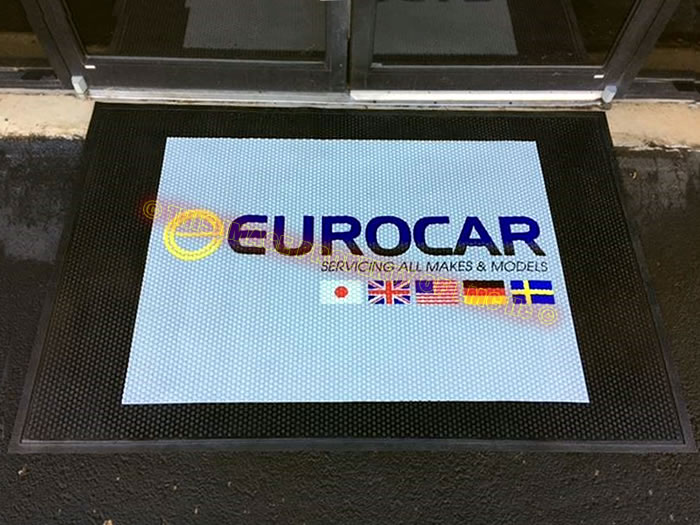 EUROCAR
SERVICING ALL MAKES & MODELS